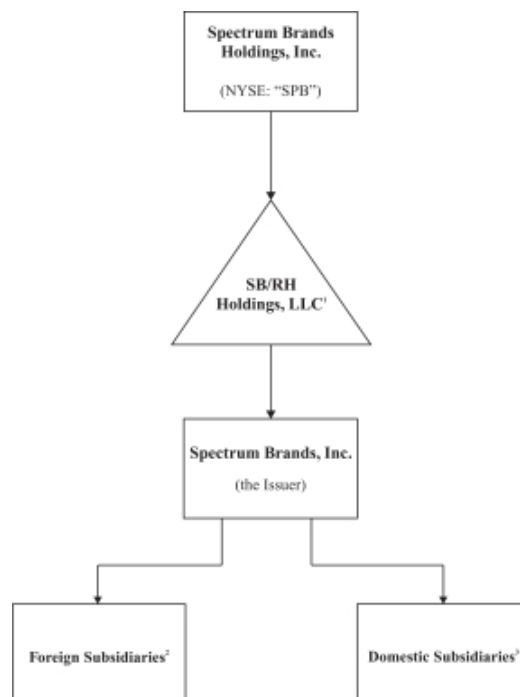 Spectrum Brands
Holdings, Inc.
(NYSE: “SPB”)
SB/RH
Holdings, LLC¹
Spectrum Brands, Inc.
(the Issuer)
Foreign Subsidiaries²
Domestic Subsidiaries³